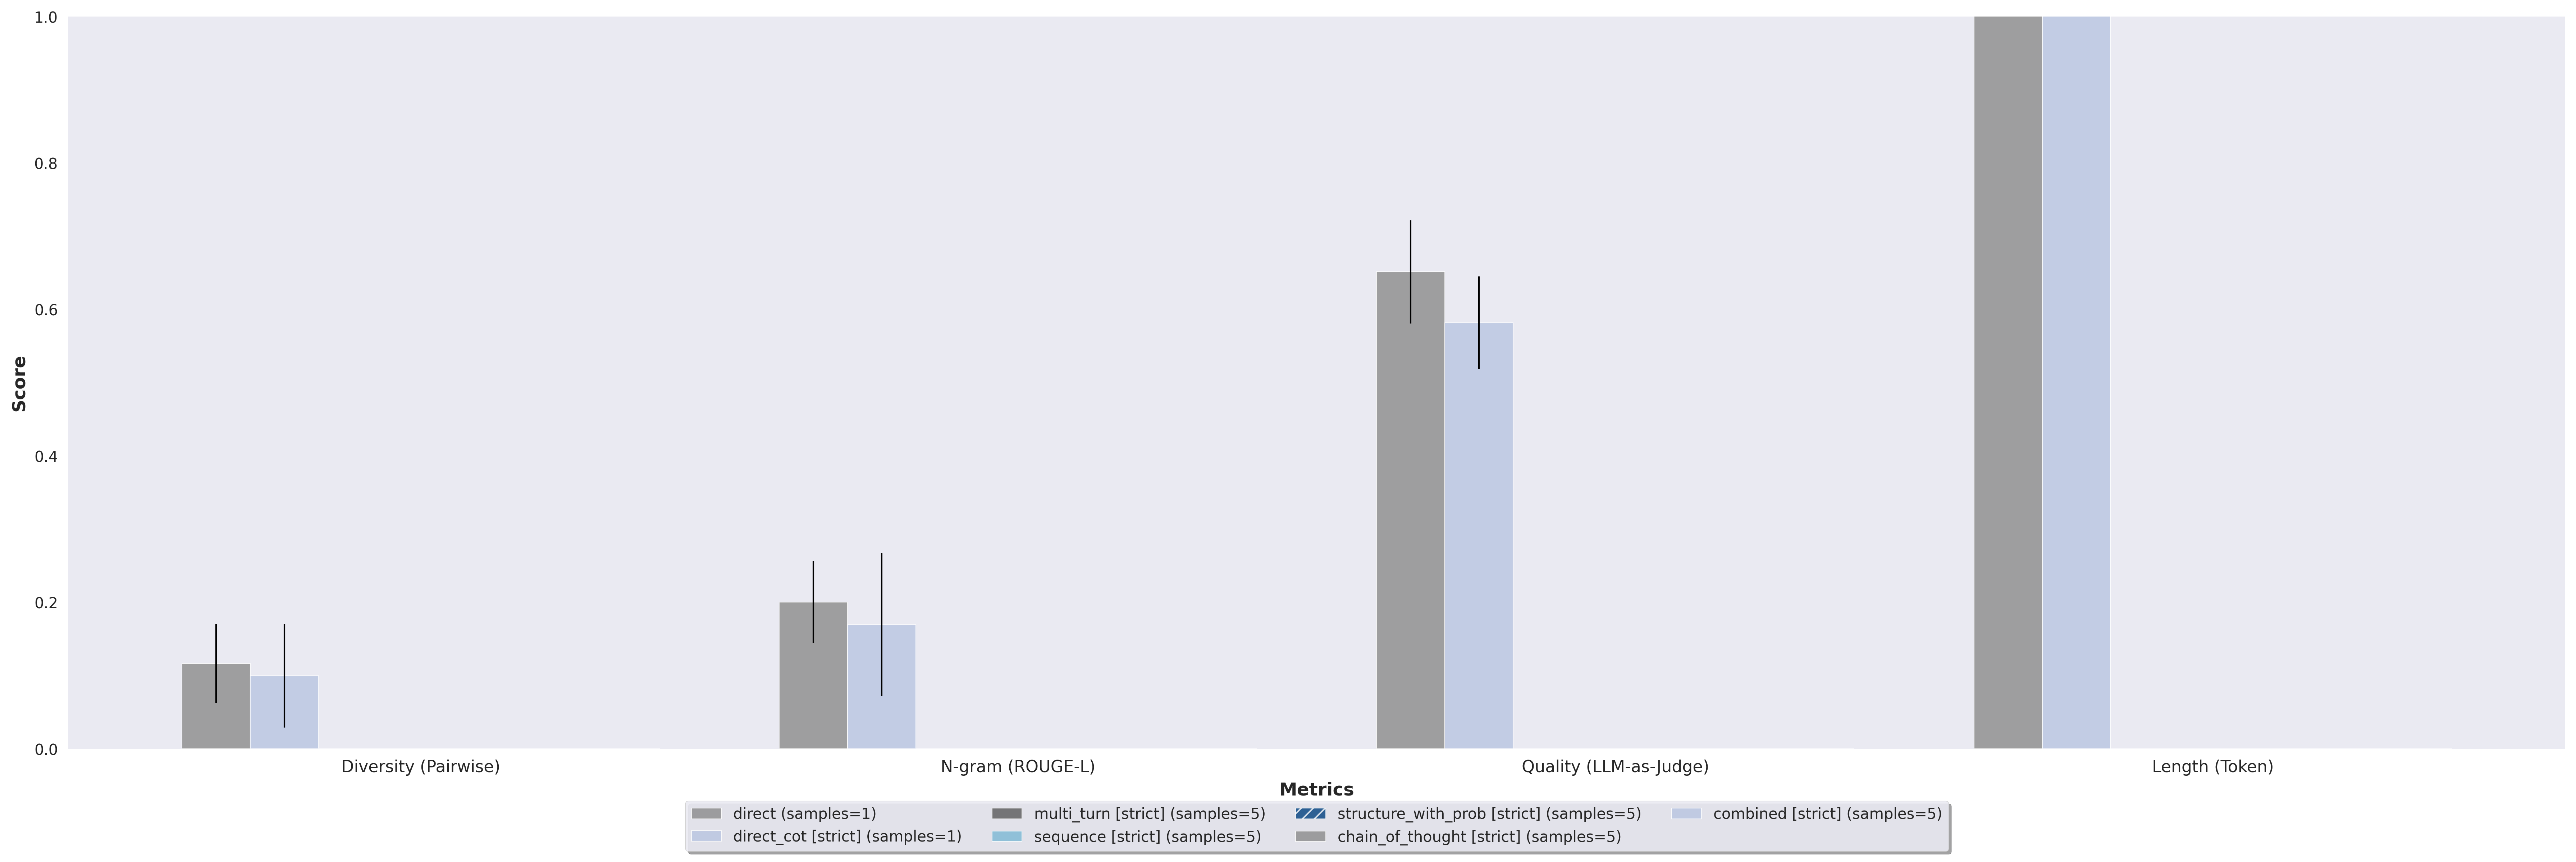 1.0
0.8
0.6
0.4
0.2
0.0
Score
Diversity (Pairwise)
N-gram (ROUGE-L)
Quality (LLM-as-Judge)
Length (Token)
Metrics
direct (samples=1)
direct_cot [strict] (samples=1)
multi_turn [strict] (samples=5)
sequence [strict] (samples=5)
structure_with_prob [strict] (samples=5)
chain_of_thought [strict] (samples=5)
combined [strict] (samples=5)